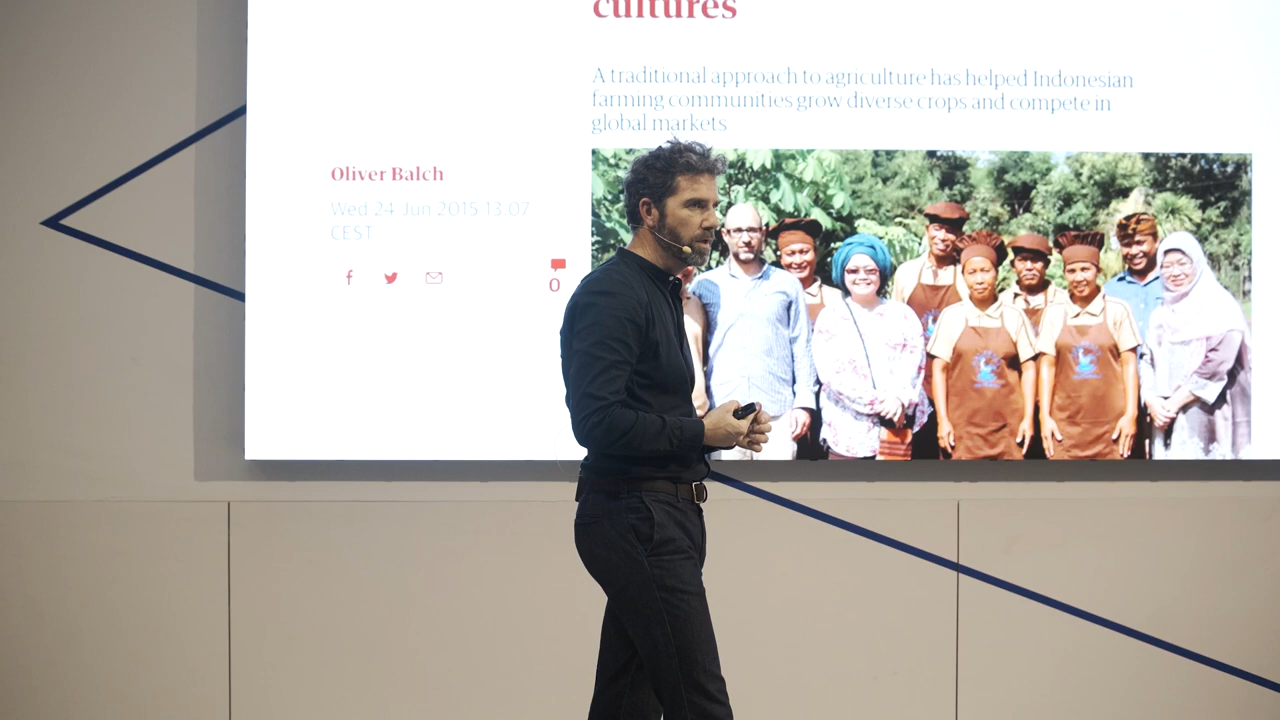 cultures
A traditional approach to agriculture has helped Indonesian
farming communities grow diverse crops and compete in
global markets
Oliver Balch
Wed 24 Jun 2015 13.07
CEST
0